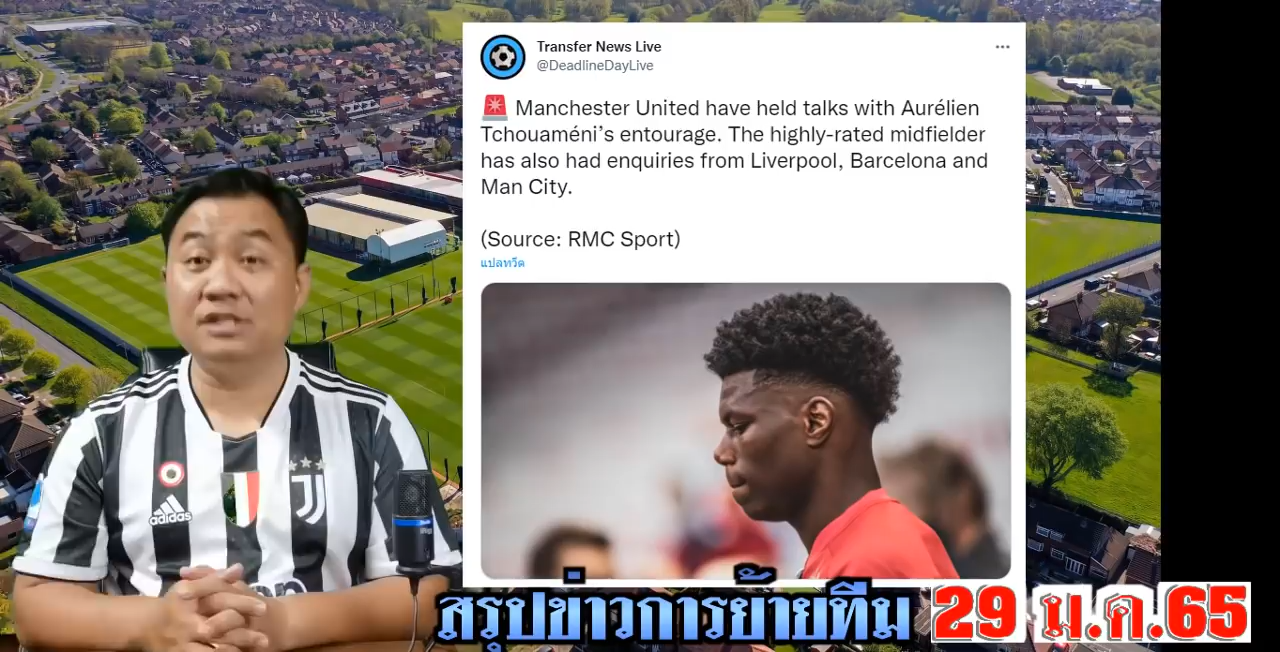 Transfer News Live
@DeadlineDayLive
🚨 Manchester United have held talks with Aurélien
Tchouaméni’s entourage. The highly-rated midfielder
has also had enquiries from Liverpool, Barcelona and
Man City.
(Source: RMC Sport)
แปลทวีต
adidas
สรุปข่าวการย้ายทีม 29 ม.ค.65